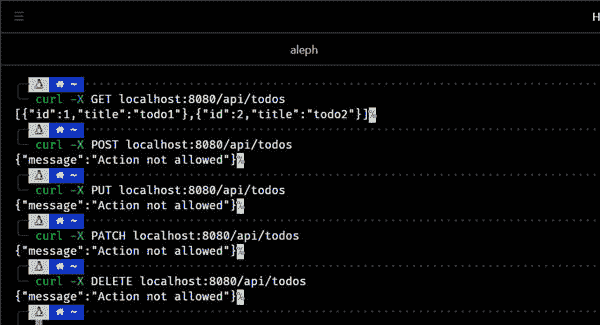 H
aleph
~
curl -X GET localhost:8080/api/todos
[{"id":1,"title":"todo1"},{"id":2,"title":"todo2"}]%
~
curl -X POST localhost:8080/api/todos
{"message":"Action not allowed"}%
~
curl -X PUT localhost:8080/api/todos
{"message":"Action not allowed"}%
~
curl -X PATCH localhost:8080/api/todos
{"message":"Action not allowed"}%
~
curl -X DELETE localhost:8080/api/todos
{"message":"Action not allowed"}%
~